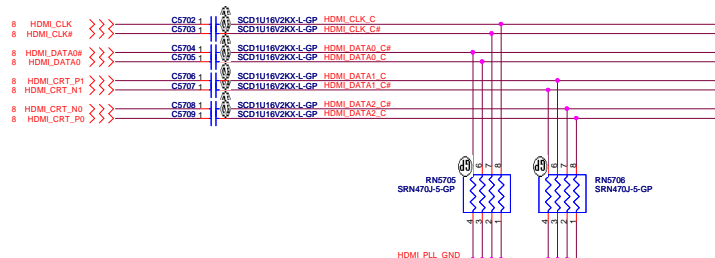 8 HDMI_CLK C5702 1 SCD1U16V2KX-L-GP HDMI_CLK_C
8 HDMI_CLK# C5703 1 SCD1U16V2KX-L-GP HDMI_CLK_C#
8 HDMI_DATA0# C5704 1 SCD1U16V2KX-L-GP HDMI_DATA0_C#
8 HDMI_DATA0 C5705 1 SCD1U16V2KX-L-GP HDMI_DATA0_C
8 HDMI_CRT_P1 C5706 1 SCD1U16V2KX-L-GP HDMI_DATA1_C
8 HDMI_CRT_N1 C5707 1 SCD1U16V2KX-L-GP HDMI_DATA1_C#
8 HDMI_CRT_N0 C5708 1 SCD1U16V2KX-L-GP HDMI_DATA2_C#
8 HDMI_CRT_P0 C5709 1 SCD1U16V2KX-L-GP HDMI_DATA2_C
GP 6 7 8
GP 5 6 7 8
RN5705
SRN470J-5-GP
RN5706
SRN470J-5-GP
4 3 2 1
4 3 2 1
HDMI_PLL_GND